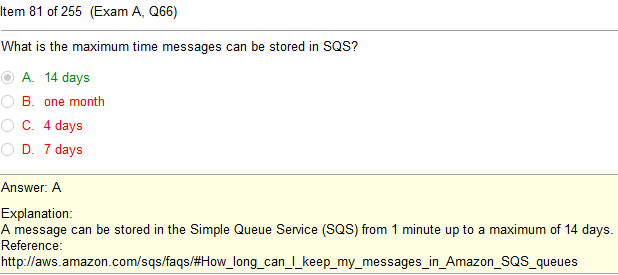 Item 81 of 255 (Exam A, Q66)
What is the maximum time messages can be stored in SQS?
A. 14 days
B. one month
C. 4 days
D. 7 days
Answer: A
Explanation:
A message can be stored in the Simple Queue Service (SQS) from 1 minute up to a maximum of 14 days.
Reference:
http://aws.amazon.com/sqs/faqs/#How_long_can_I_keep_my_messages_in_Amazon_SQS_queues